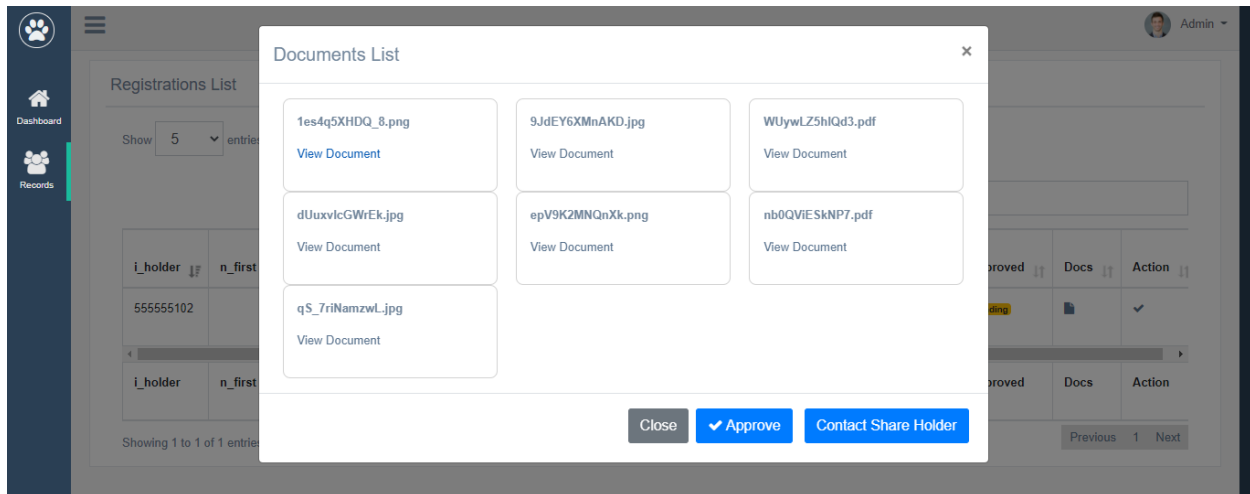 Admin
Documents List
×
Registrations List
Dashboard
Show 5 entries
Records
1es4q5XHDQ_8.png
9JdEY6XMnAKD.jpg
WUywLZ5hlQd3.pdf
View Document
View Document
View Document
dUuxvlcGWrEk.jpg
epV9K2MNQnXk.png
nb0QViESkNP7.pdf
View Document
View Document
View Document
i_holder n_first proved Docs Action
555555102 ding
qS_7riNamzwL.jpg
View Document
i_holder n_first proved Docs Action
Close Approve Contact Share Holder
Showing 1 to 1 of 1 entries
Previous 1 Next